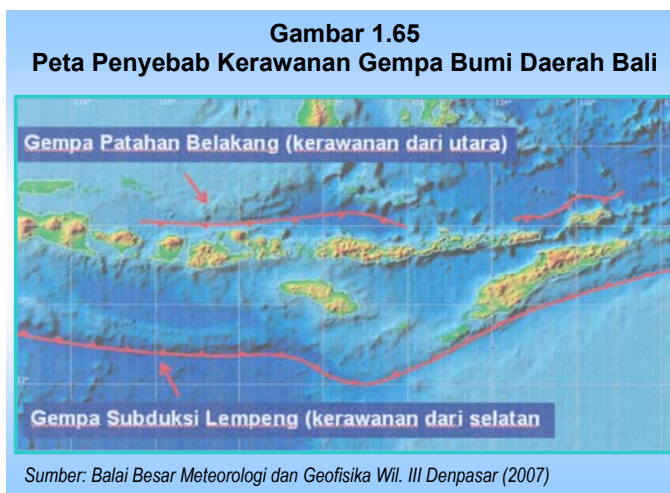 Gambar 1.65
Peta Penyebab Kerawanan Gempa Bumi Daerah Bali
Gempa Patahan Belakang (kerawanan dari utara)
Gempa Subduksi Lempeng (kerawanan dari selatan
Sumber: Balai Besar Meteorologi dan Geofisika Wil. III Denpasar (2007)